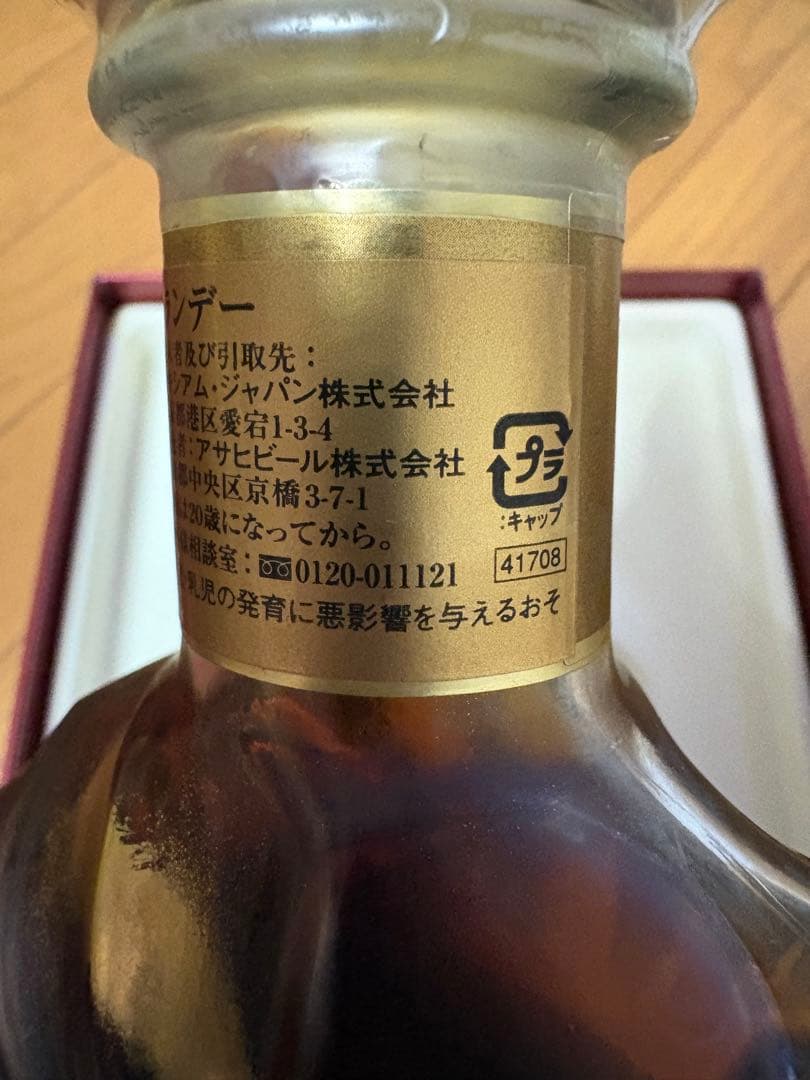 ンデー
者及び引取先：
シアム・ジャパン株式会社
都港区愛宕1-3-4
者：アサヒビール株式会社
都中央区京橋3-7-1
は20歳になってから。
相談室：0120-011121
乳児の発育に悪影響を与えるおそ
プラ
：キャップ
41708